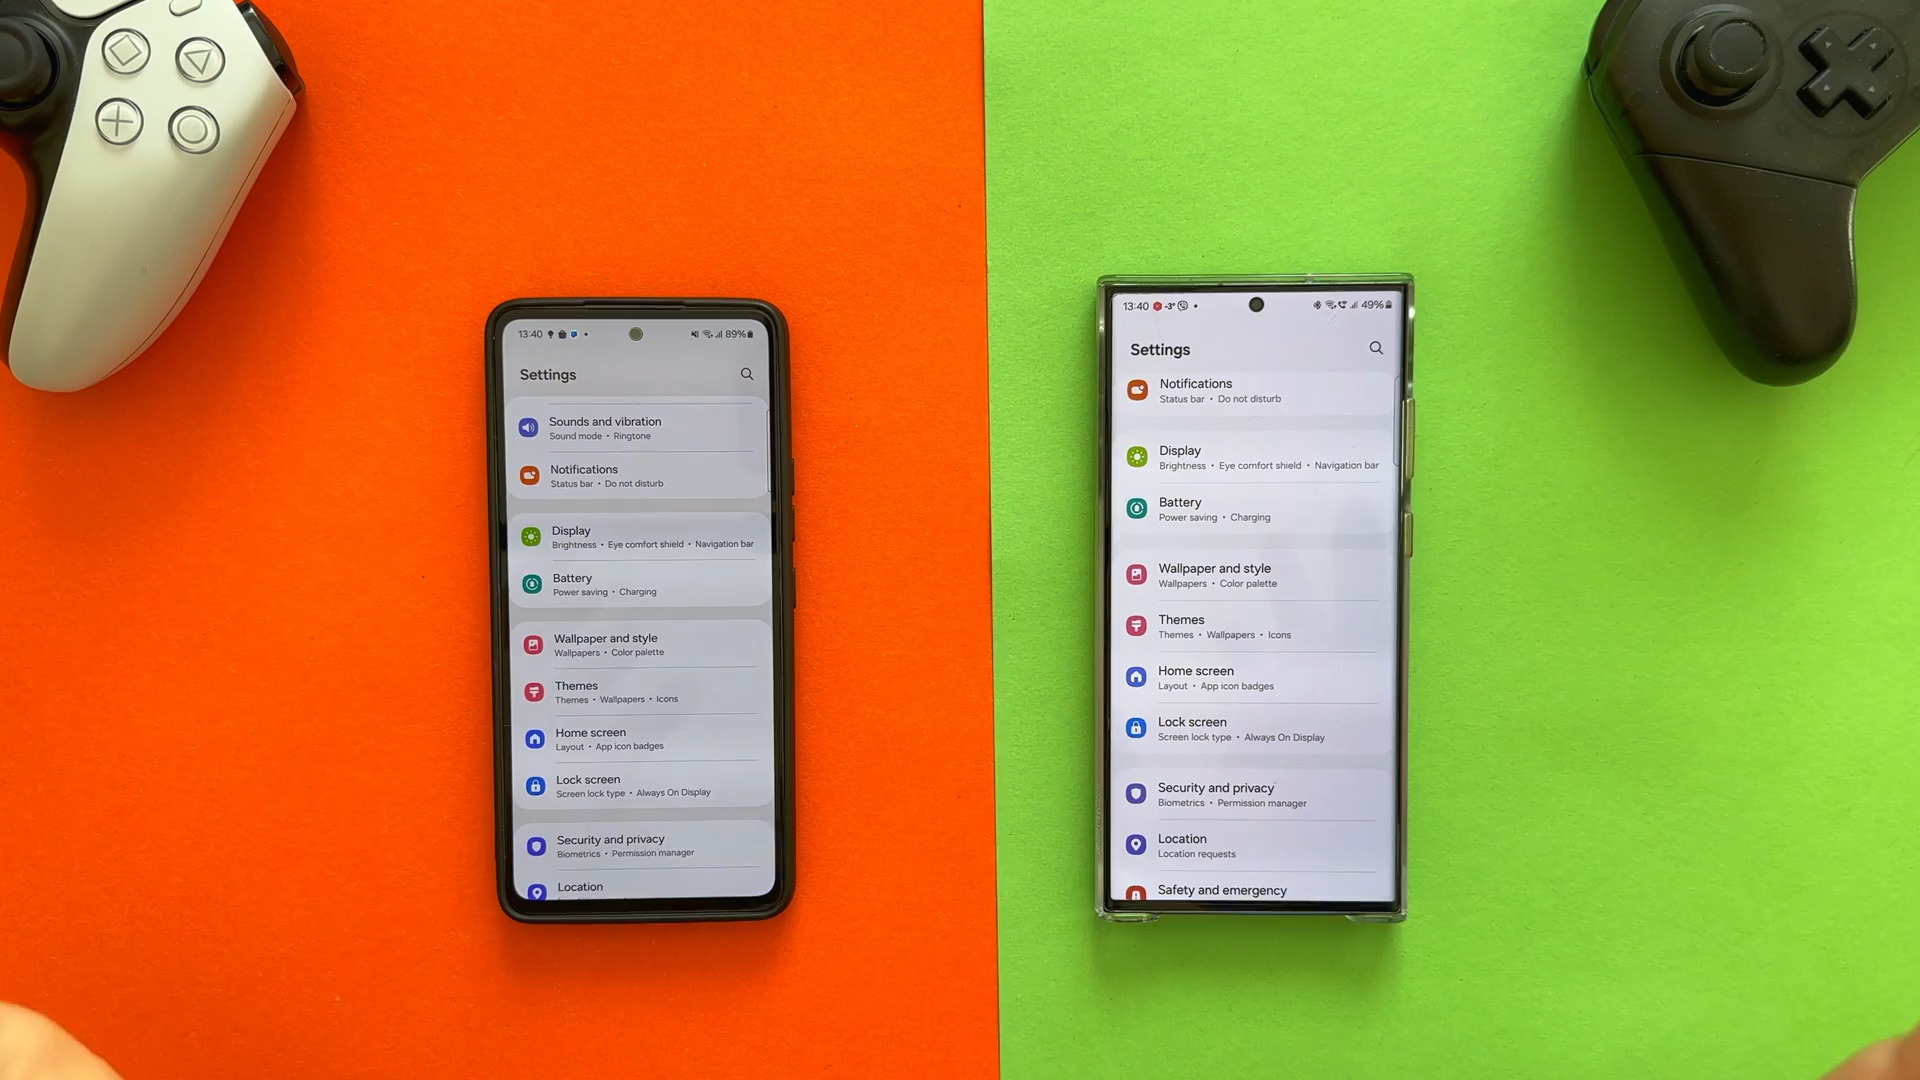 13:40
89%
Settings
Sounds and vibration
Sound mode • Ringtone
Notifications
Status bar • Do not disturb
Display
Brightness • Eye comfort shield • Navigation bar
Battery
Power saving • Charging
Wallpaper and style
Wallpapers • Color palette
Themes
Themes • Wallpapers • Icons
Home screen
Layout • App icon badges
Lock screen
Screen lock type • Always On Display
Security and privacy
Biometrics • Permission manager
Location
13:40 -3°
49%
Settings
Notifications
Status bar • Do not disturb
Display
Brightness • Eye comfort shield • Navigation bar
Battery
Power saving • Charging
Wallpaper and style
Wallpapers • Color palette
Themes
Themes • Wallpapers • Icons
Home screen
Layout • App icon badges
Lock screen
Screen lock type • Always On Display
Security and privacy
Biometrics • Permission manager
Location
Location requests
Safety and emergency